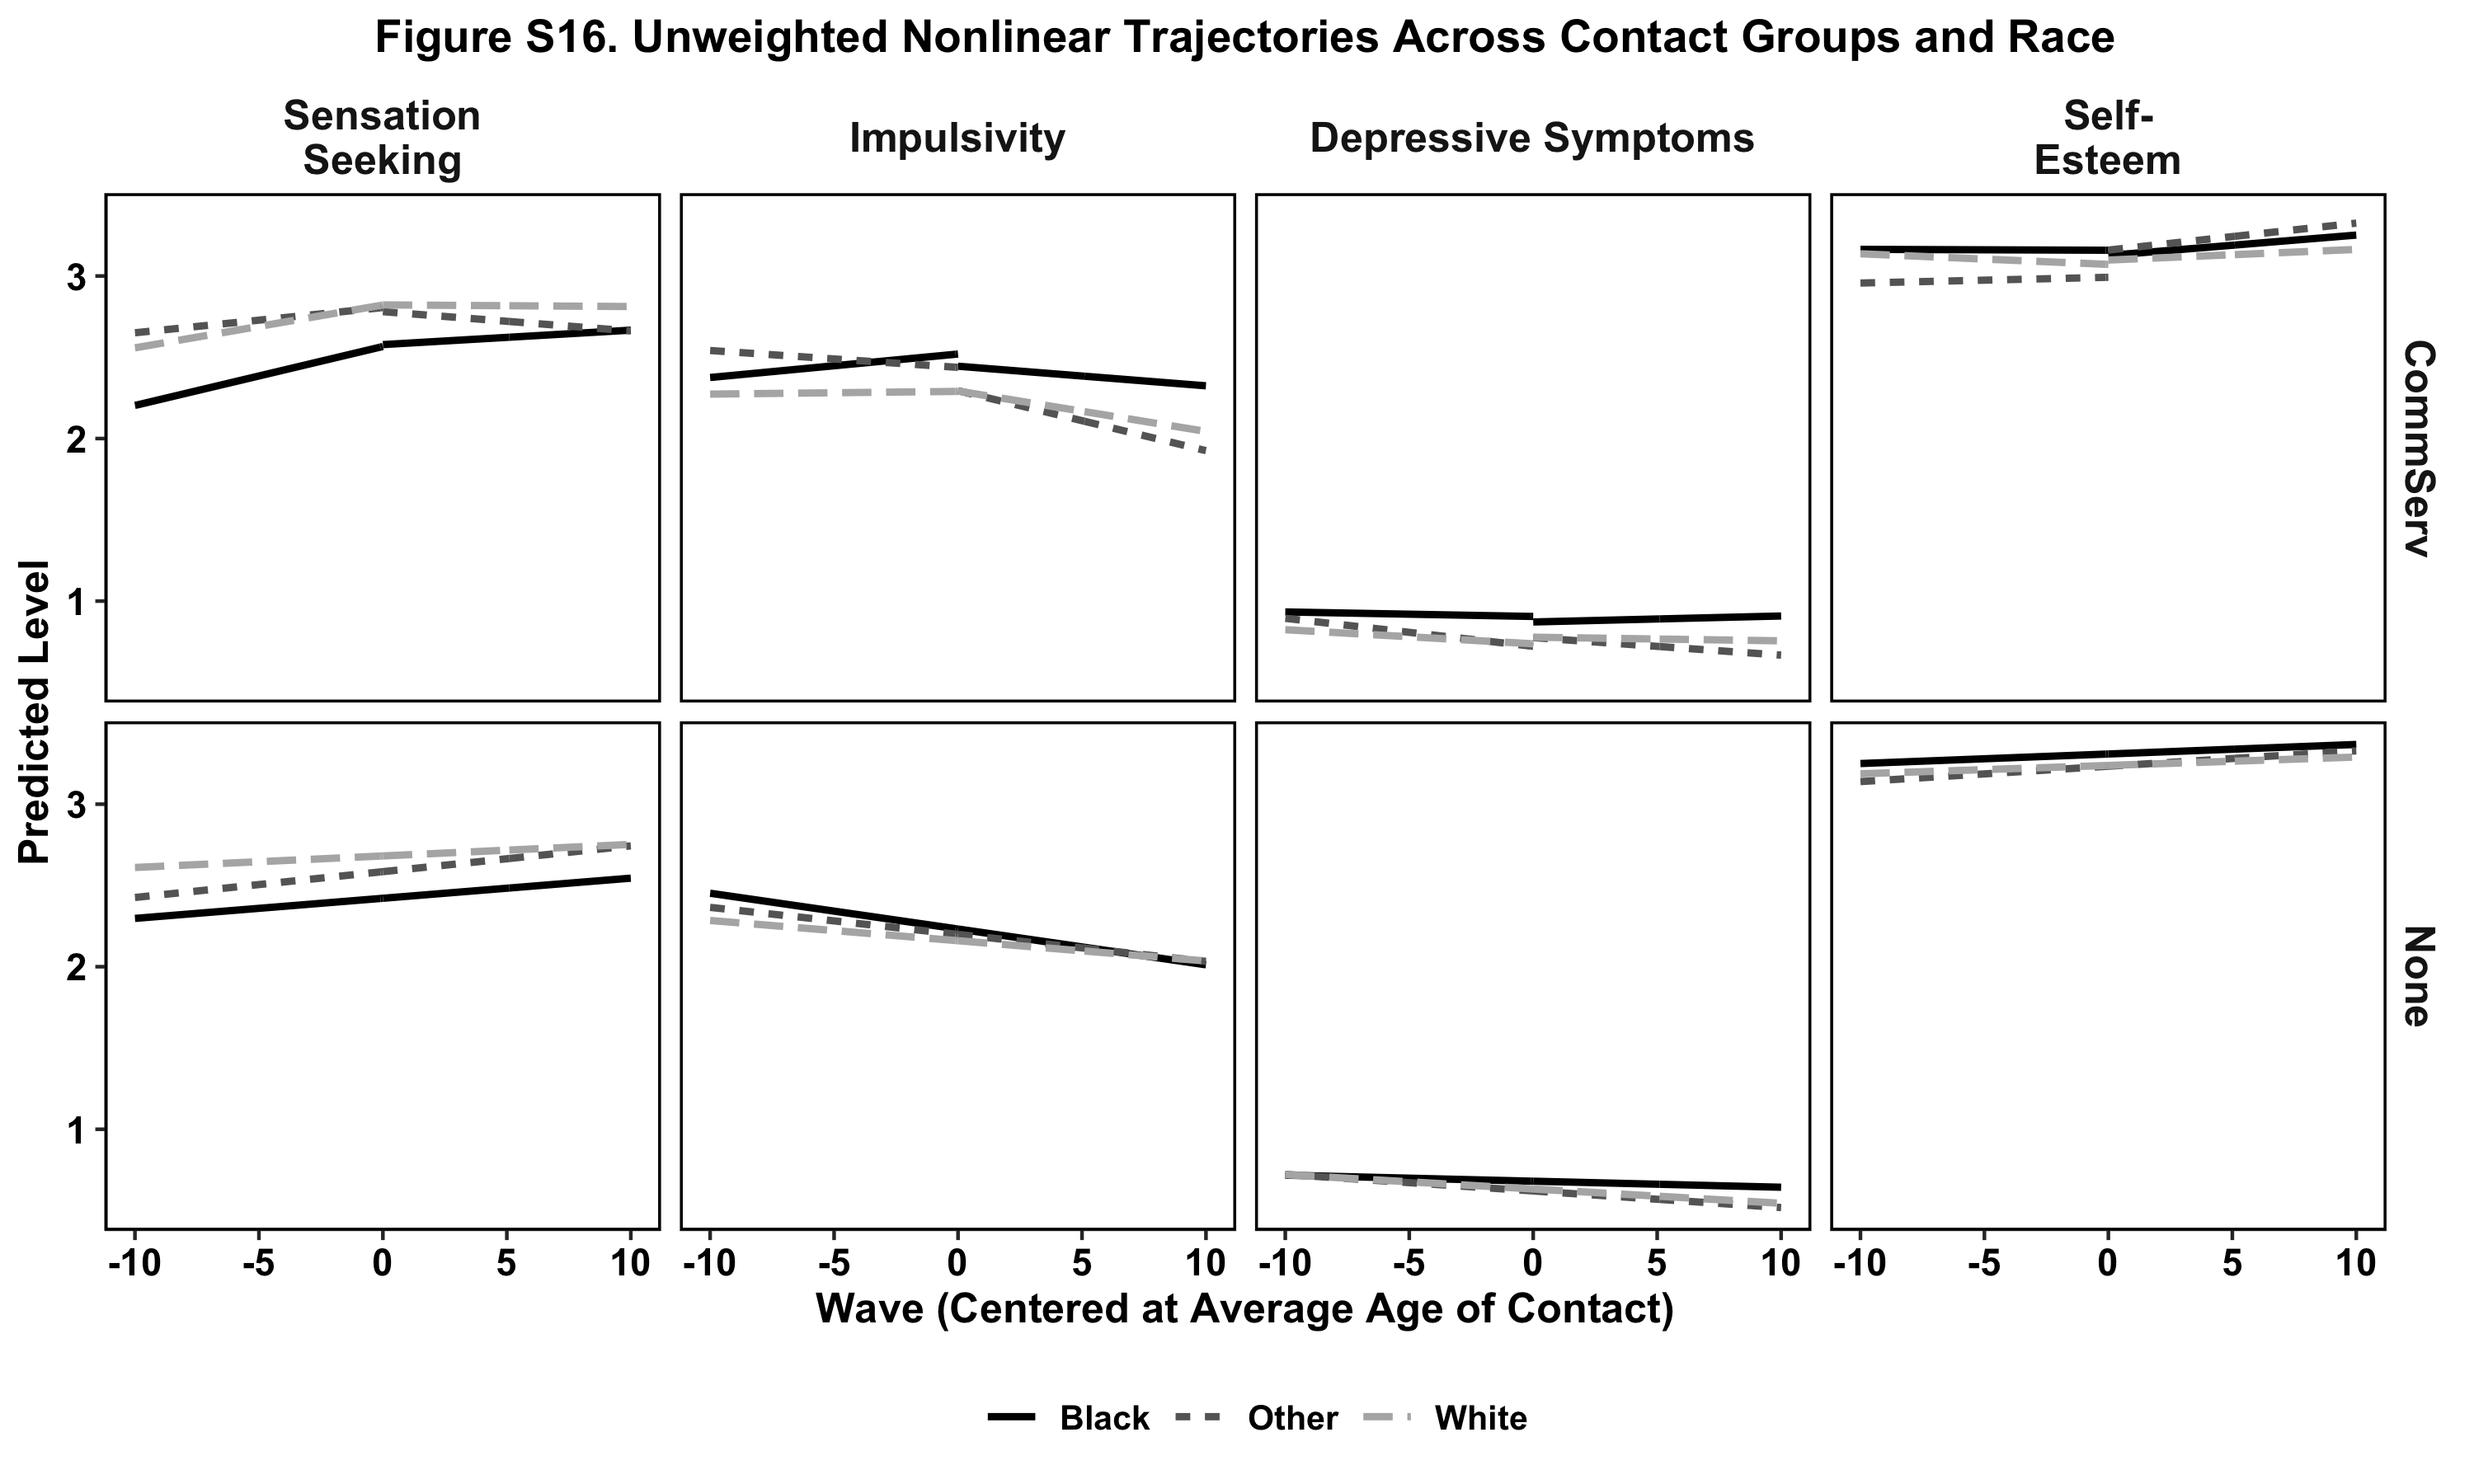 Figure S16. Unweighted Nonlinear Trajectories Across Contact Groups and Race
Sensation
Seeking
Impulsivity
Depressive Symptoms
Self-
Esteem
Predicted Level
3
2
1
CommServ
3
2
1
None
-10 -5 0 5 10
-10 -5 0 5 10
-10 -5 0 5 10
-10 -5 0 5 10
Wave (Centered at Average Age of Contact)
Black Other White